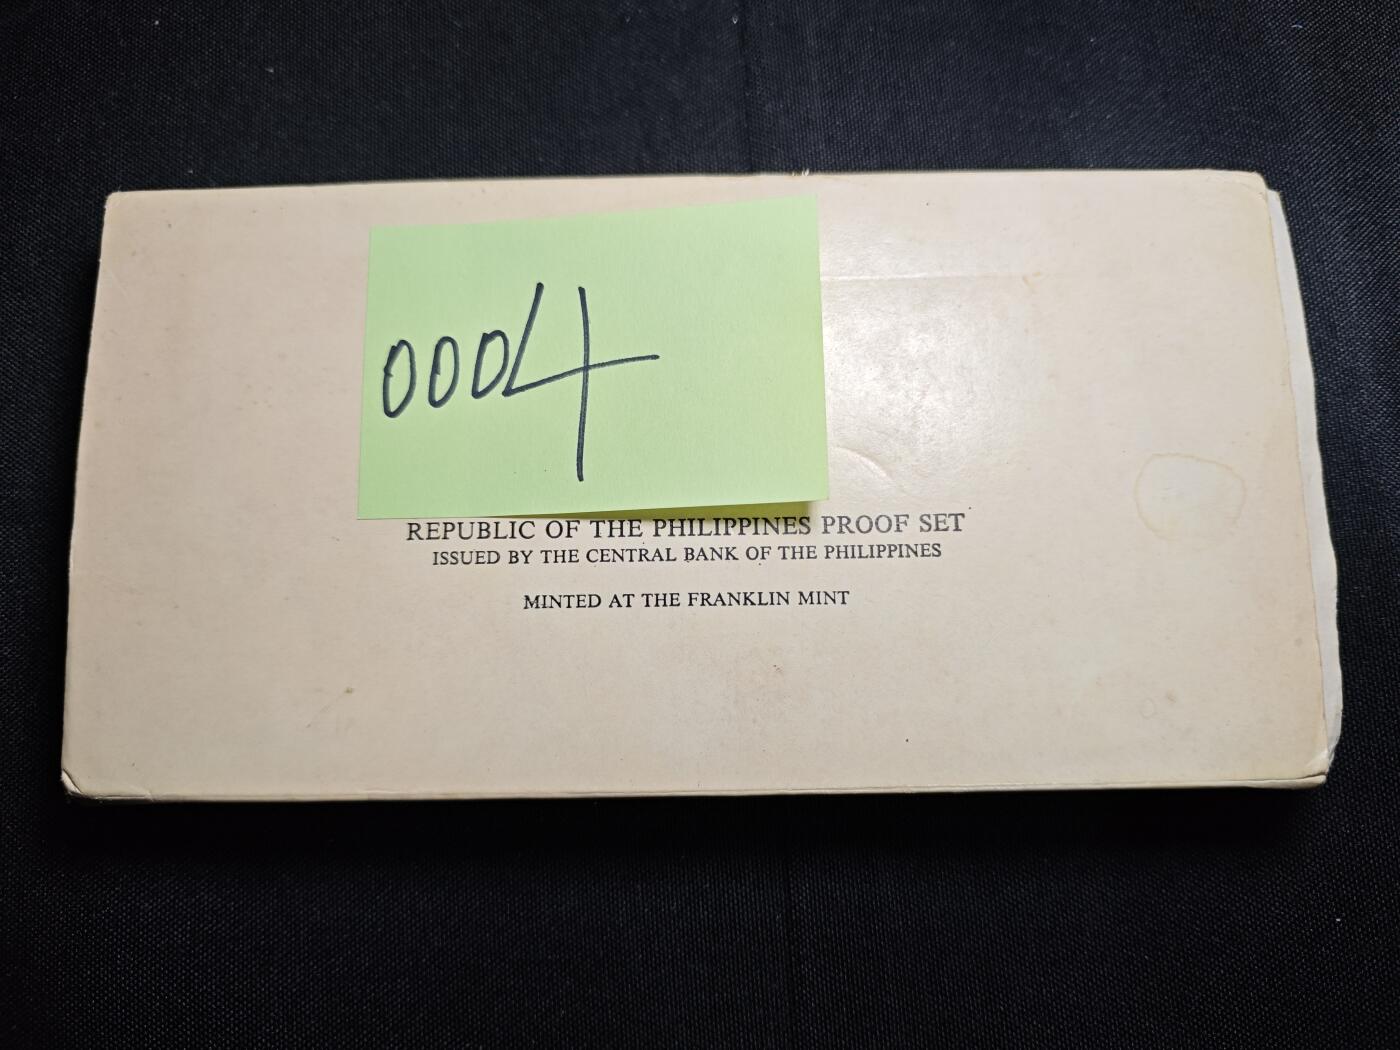 0004
REPUBLIC OF THE PHILIPPINES PROOF SET
ISSUED BY THE CENTRAL BANK OF THE PHILIPPINES
MINTED AT THE FRANKLIN MINT